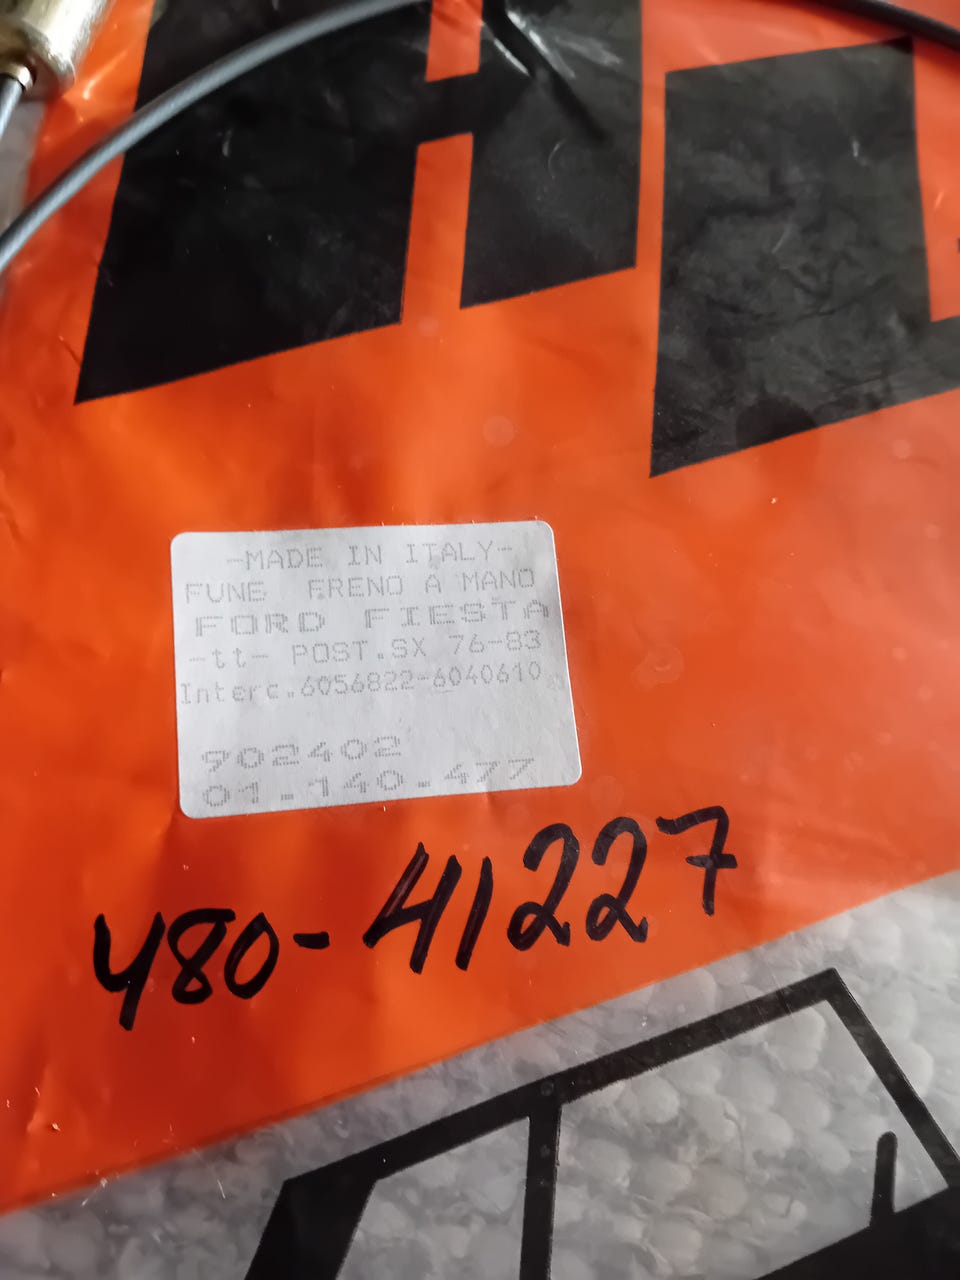 -MADE IN ITALY-
FUNE FRENO A MANO
FORD FIESTA
-tt- POST.SX 76-83
Interc.6056822-6040610
902402
01-140-477
480-41227